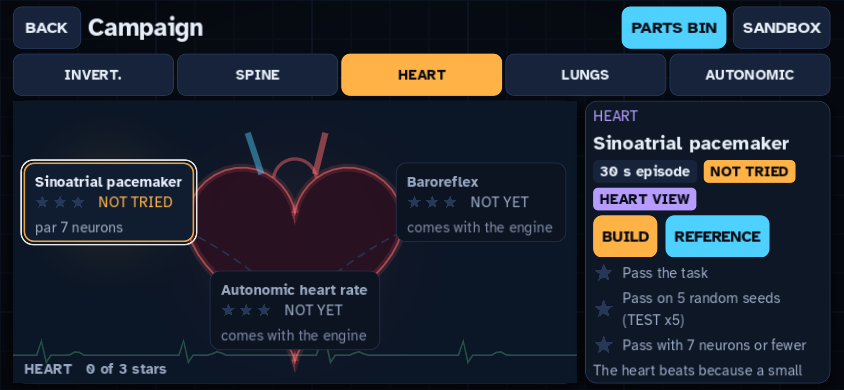 BACK Campaign PARTS BIN SANDBOX
INVERT. SPINE HEART LUNGS AUTONOMIC
Sinoatrial pacemaker
NOT TRIED
par 7 neurons
Baroreflex
NOT YET
comes with the engine
Autonomic heart rate
NOT YET
comes with the engine
HEART 0 of 3 stars
HEART
Sinoatrial pacemaker
30 s episode NOT TRIED
HEART VIEW
BUILD REFERENCE
Pass the task
Pass on 5 random seeds
(TEST x5)
Pass with 7 neurons or fewer
The heart beats because a small